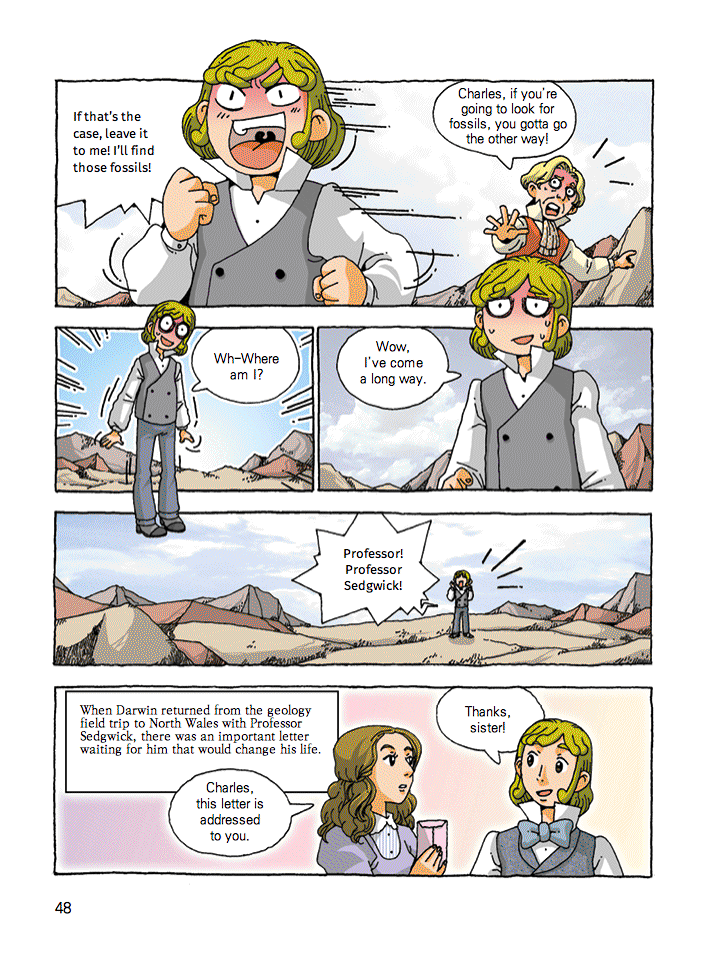 If that's the
case, leave it
to me! I'll find
those fossils!
Charles, if you're
going to look for
fossils, you gotta go
the other way!
Wh-Where
am I?
Wow,
I've come
a long way.
Professor!
Professor
Sedgwick!
When Darwin returned from the geology
field trip to North Wales with Professor
Sedgwick, there was an important letter
waiting for him that would change his life.
Charles,
this letter is
addressed
to you.
Thanks,
sister!
48